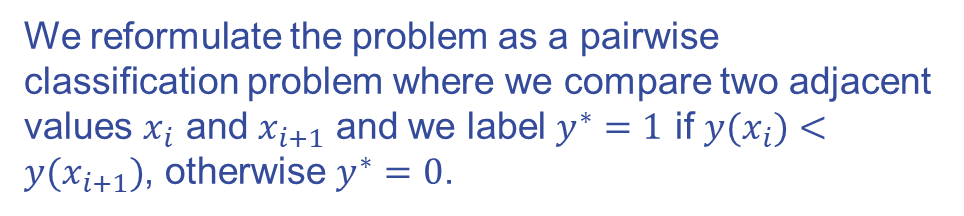 We reformulate the problem as a pairwise
classification problem where we compare two adjacent
values 𝑥ᵢ and 𝑥ᵢ₊₁ and we label 𝑦* = 1 if 𝑦(𝑥ᵢ) <
𝑦(𝑥ᵢ₊₁), otherwise 𝑦* = 0.